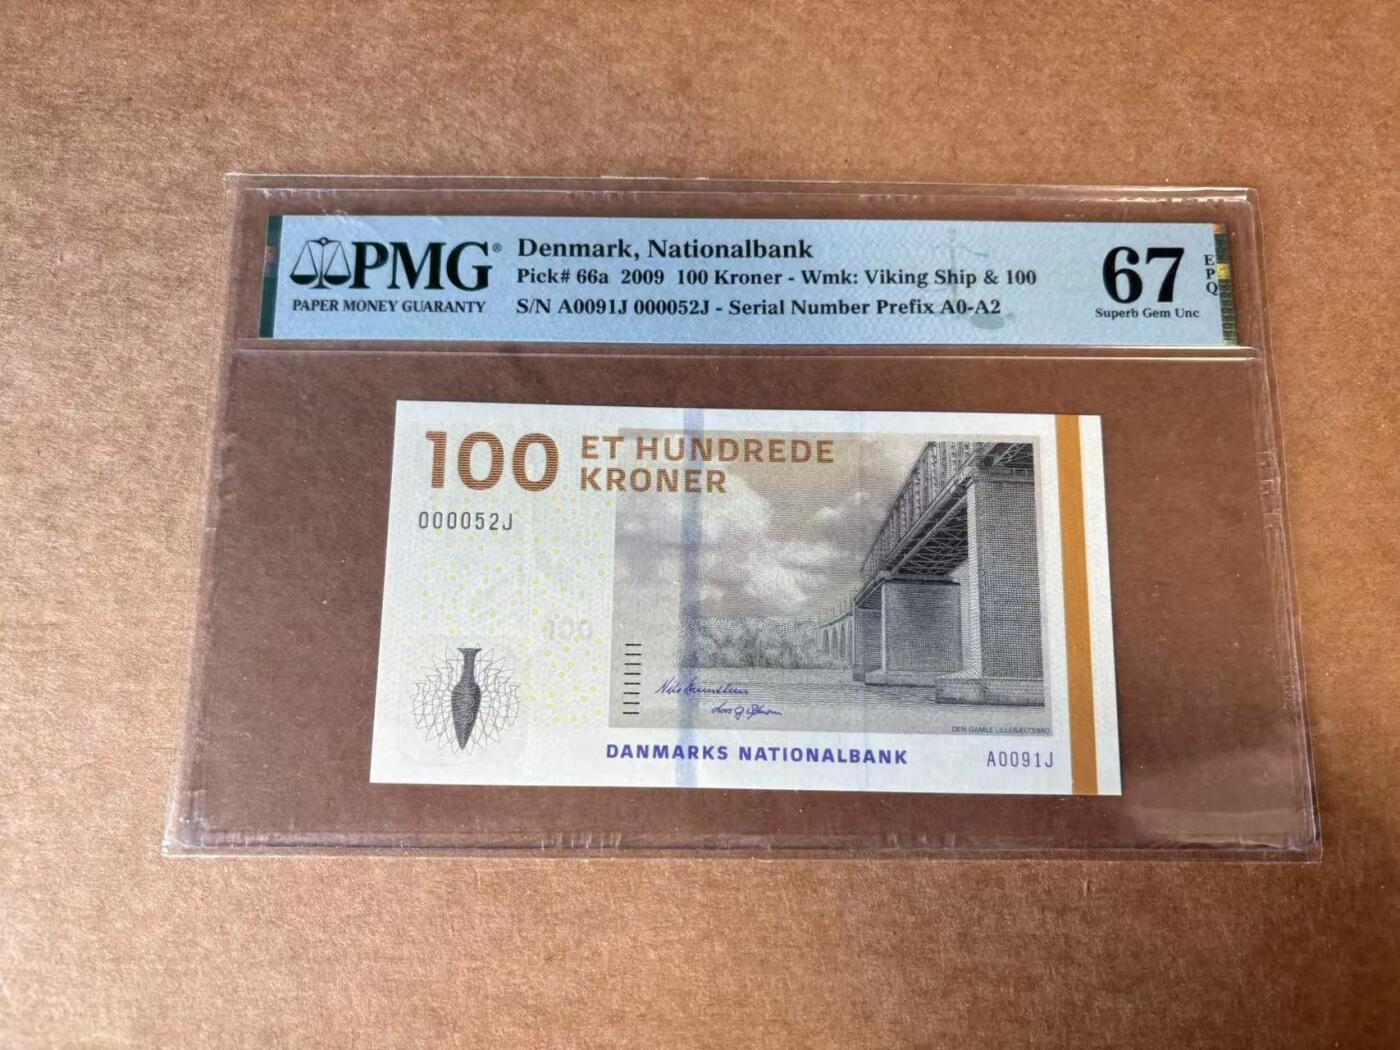 PMG®
PAPER MONEY GUARANTY
Denmark, Nationalbank
Pick# 66a 2009 100 Kroner - Wmk: Viking Ship & 100
S/N A0091J 000052J - Serial Number Prefix A0-A2
67
Superb Gem Unc
EPQ
100
ET HUNDREDE
KRONER
000052J
100
DEN GAMLE LILLEBÆLTSBRO
DANMARKS NATIONALBANK
A0091J